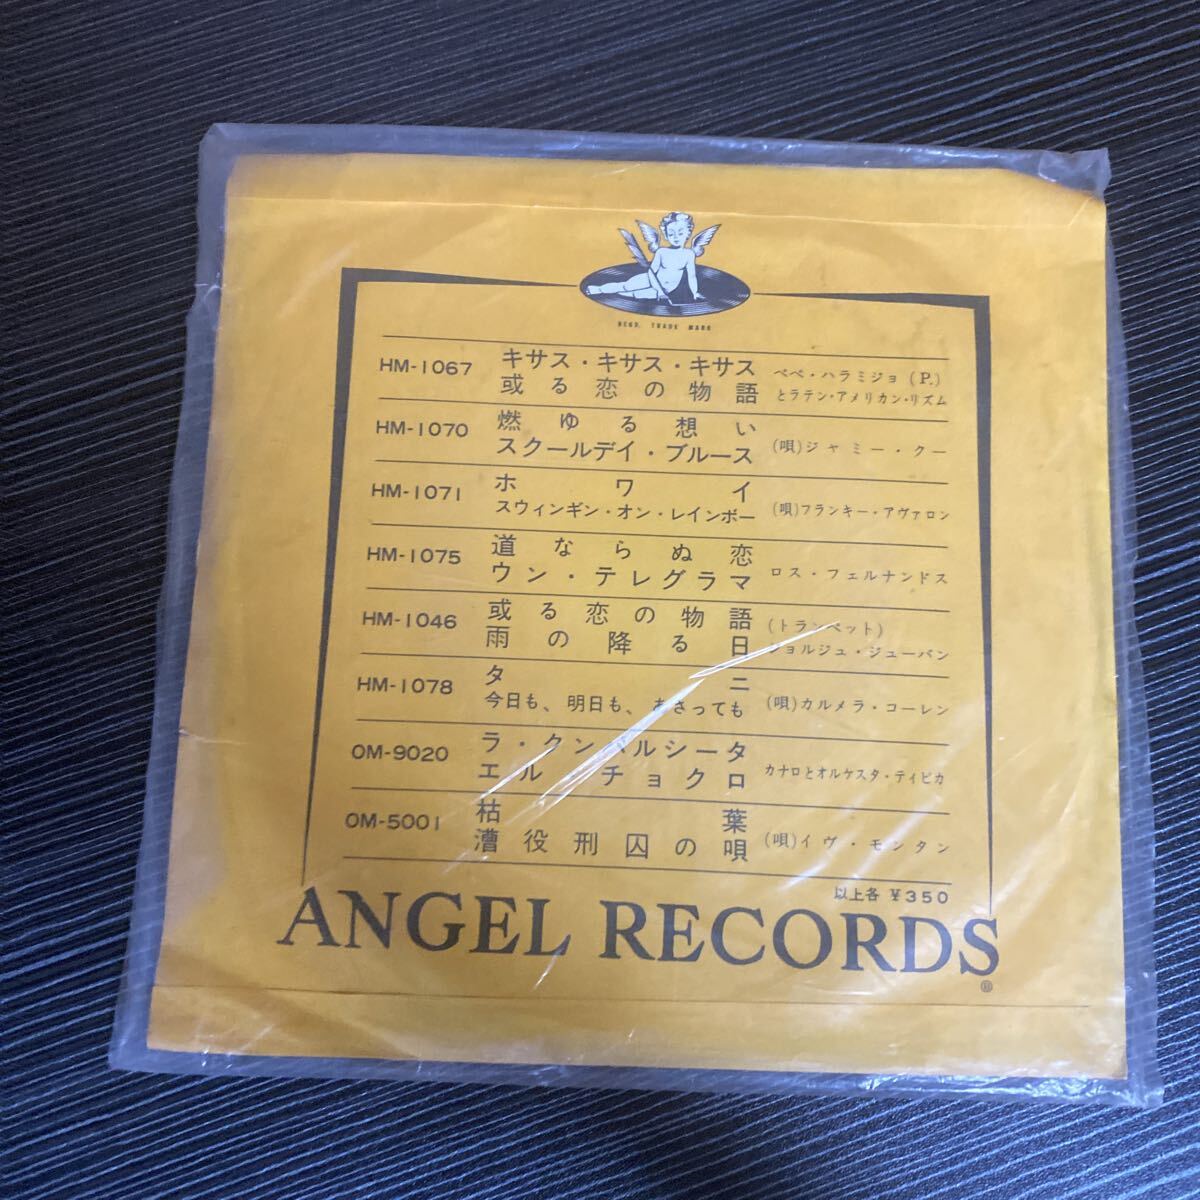 REGD. TRADE MARK
HM-1067 キサス・キサス・キサス ペペ・ハラミジョ(P.)
或る恋の物語 とラテン・アメリカン・リズム
HM-1070 燃ゆる想い
スクールデイ・ブルース (唄)ジャミー・クー
HM-1071 ホワイ
スウィンギン・オン・レインボー (唄)フランキー・アヴァロン
HM-1075 道ならぬ恋
ウン・テレグラマ ロス・フェルナンドス
HM-1046 或る恋の物語 (トランペット)
雨の降る日 ジョルジュ・ジューバン
HM-1078 タニ
今日も、明日も、あさっても (唄)カルメラ・コーレン
OM-9020 ラ・クンパルシータ
エル・チョクロ カナロとオルケスタ・ティピカ
OM-5001 枯葉
漕役刑囚の唄 (唄)イヴ・モンタン
以上各 ¥350
ANGEL RECORDS
®